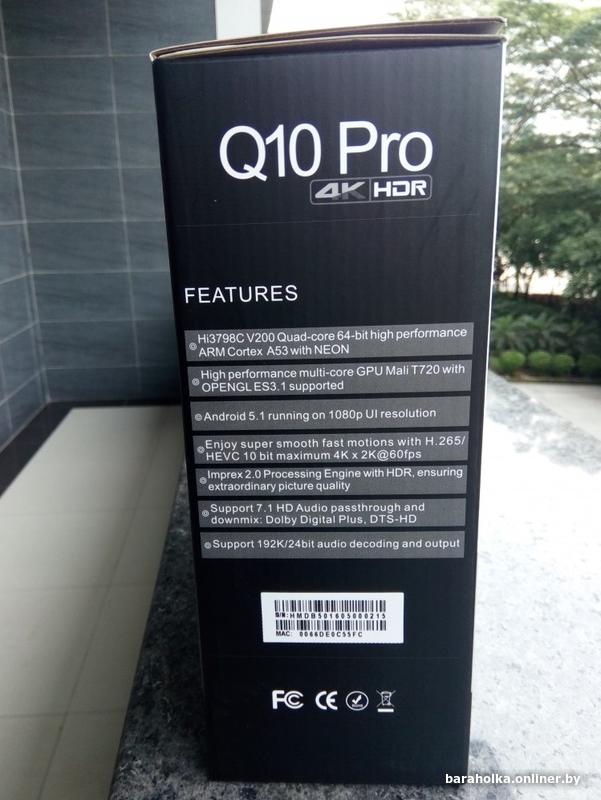 Q10 Pro
4K HDR
FEATURES
Hi3798C V200 Quad-core 64-bit high performance
ARM Cortex A53 with NEON
High performance multi-core GPU Mali T720 with
OPENGL ES3.1 supported
Android 5.1 running on 1080p UI resolution
Enjoy super smooth fast motions with H.265/
HEVC 10 bit maximum 4K x 2K@60fps
Imprex 2.0 Processing Engine with HDR, ensuring
extraordinary picture quality
Support 7.1 HD Audio passthrough and
downmix: Dolby Digital Plus, DTS-HD
Support 192K/24bit audio decoding and output
S/N:HMDB501605000215
MAC: 0066DE0C55FC
FC CE
baraholka.onliner.by